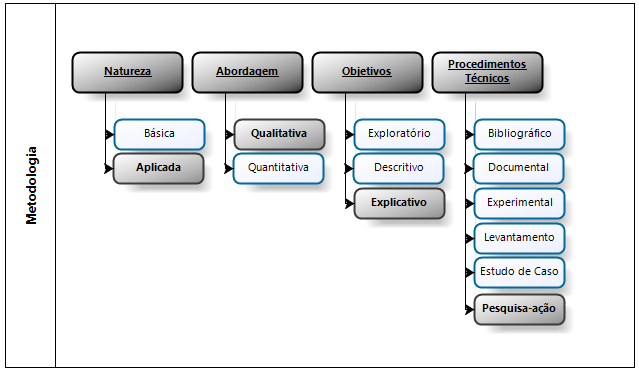 Metodologia
Natureza
Básica
Aplicada
Abordagem
Qualitativa
Quantitativa
Objetivos
Exploratório
Descritivo
Explicativo
Procedimentos
Técnicos
Bibliográfico
Documental
Experimental
Levantamento
Estudo de Caso
Pesquisa-ação